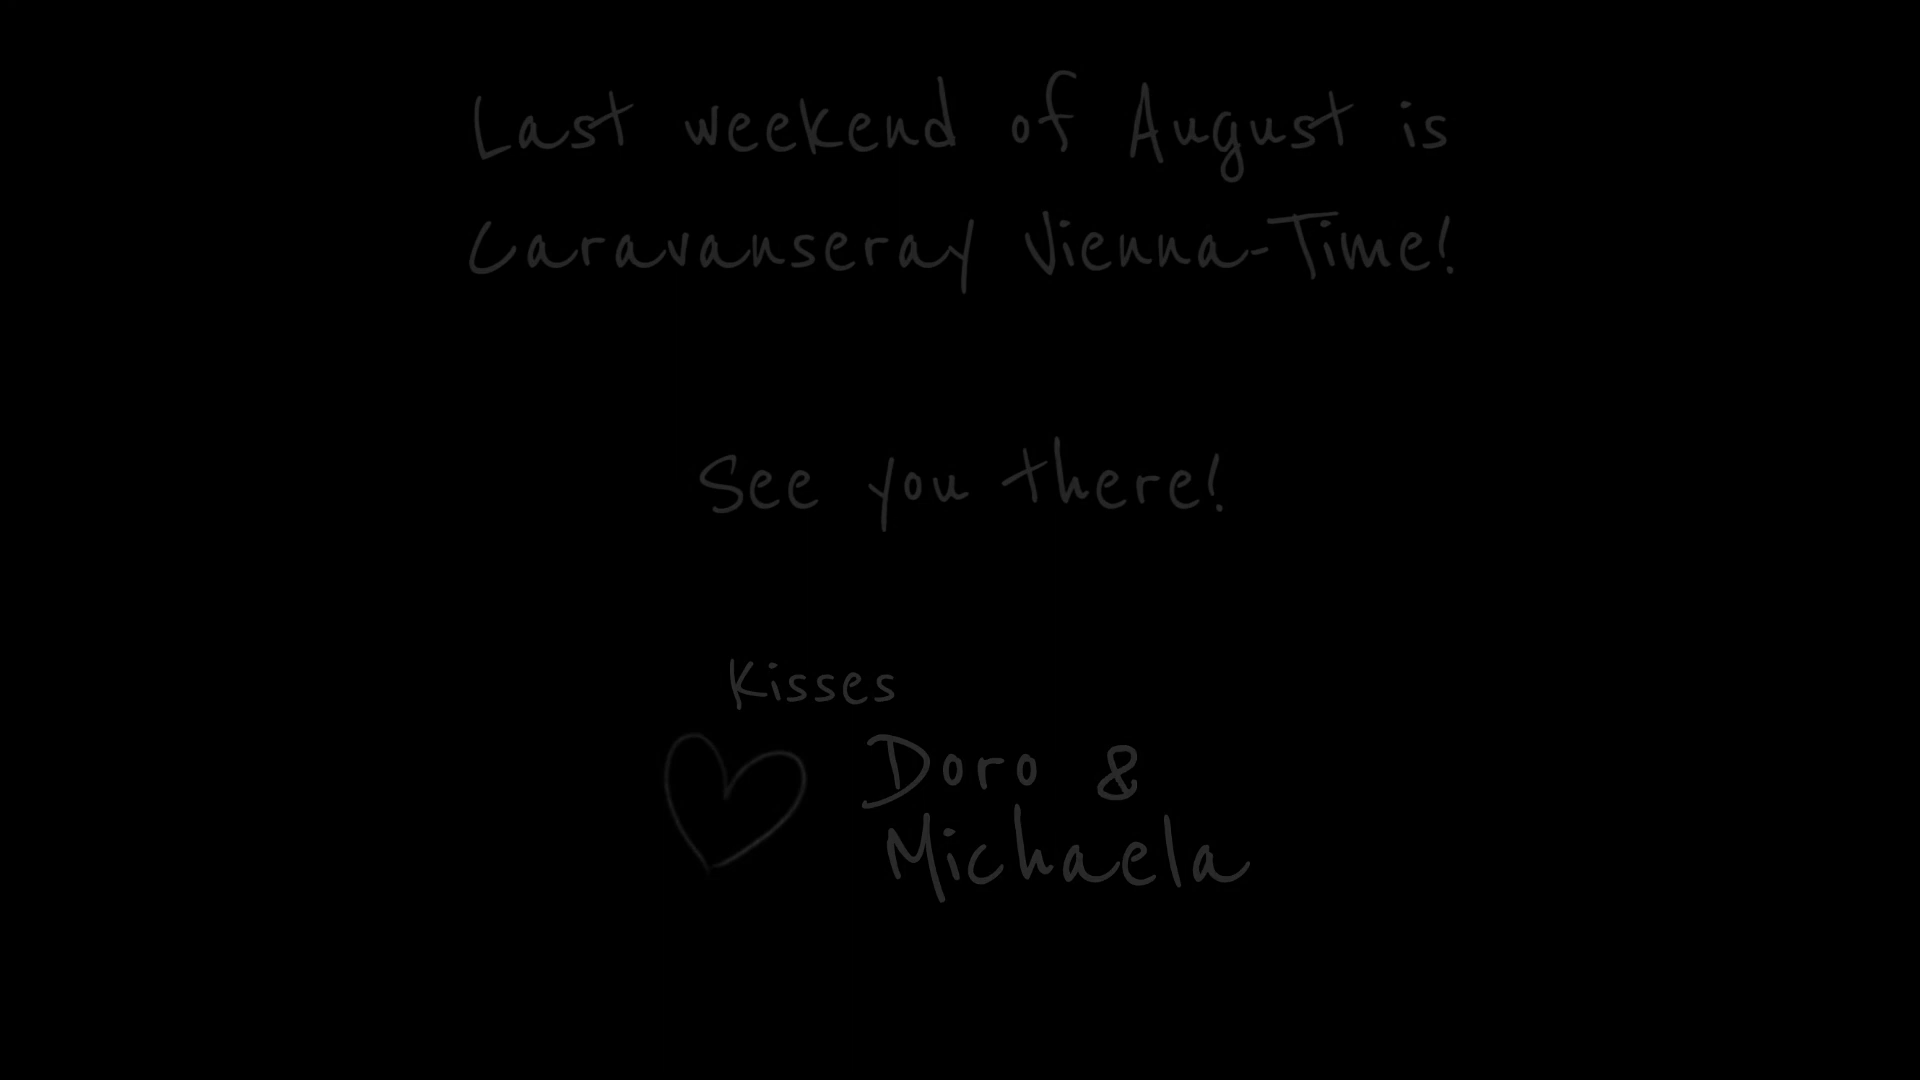 Last weekend of August is
Caravanseray Vienna-Time!
See you there!
Kisses
Doro &
Michaela